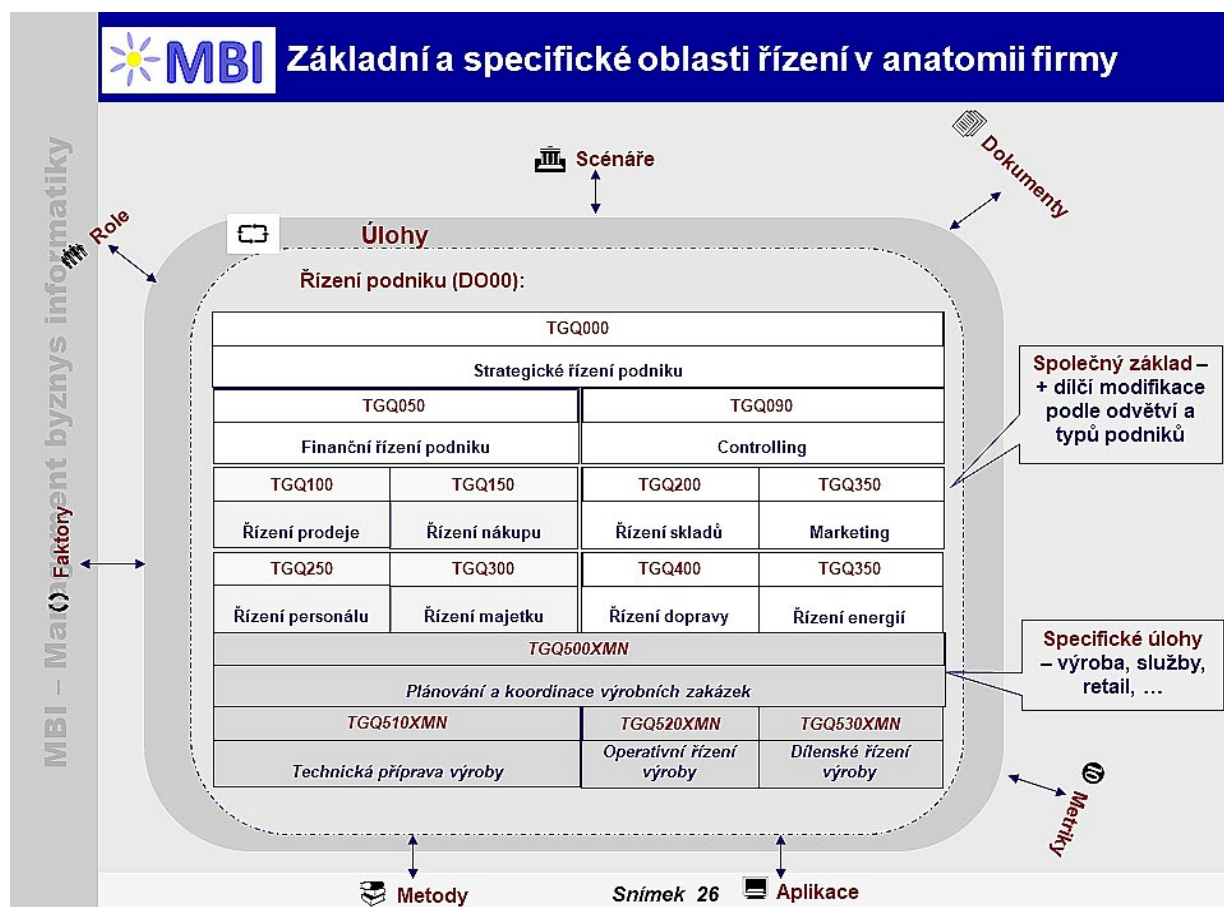 MBI
Základní a specifické oblasti řízení v anatomii firmy
MBI – Management byznys informatiky
Scénáře
Dokumenty
Role
Úlohy
Řízení podniku (DO00):
TGQ000
Strategické řízení podniku
TGQ050
TGQ090
Finanční řízení podniku
Controlling
TGQ100
TGQ150
TGQ200
TGQ350
Řízení prodeje
Řízení nákupu
Řízení skladů
Marketing
TGQ250
TGQ300
TGQ400
TGQ350
Řízení personálu
Řízení majetku
Řízení dopravy
Řízení energií
TGQ500XMN
Plánování a koordinace výrobních zakázek
TGQ510XMN
TGQ520XMN
TGQ530XMN
Technická příprava výroby
Operativní řízení
výroby
Dílenské řízení
výroby
Společný základ –
+ dílčí modifikace
podle odvětví a
typů podniků
Specifické úlohy
– výroba, služby,
retail, …
Faktory
Metriky
Metody
Snímek 26
Aplikace